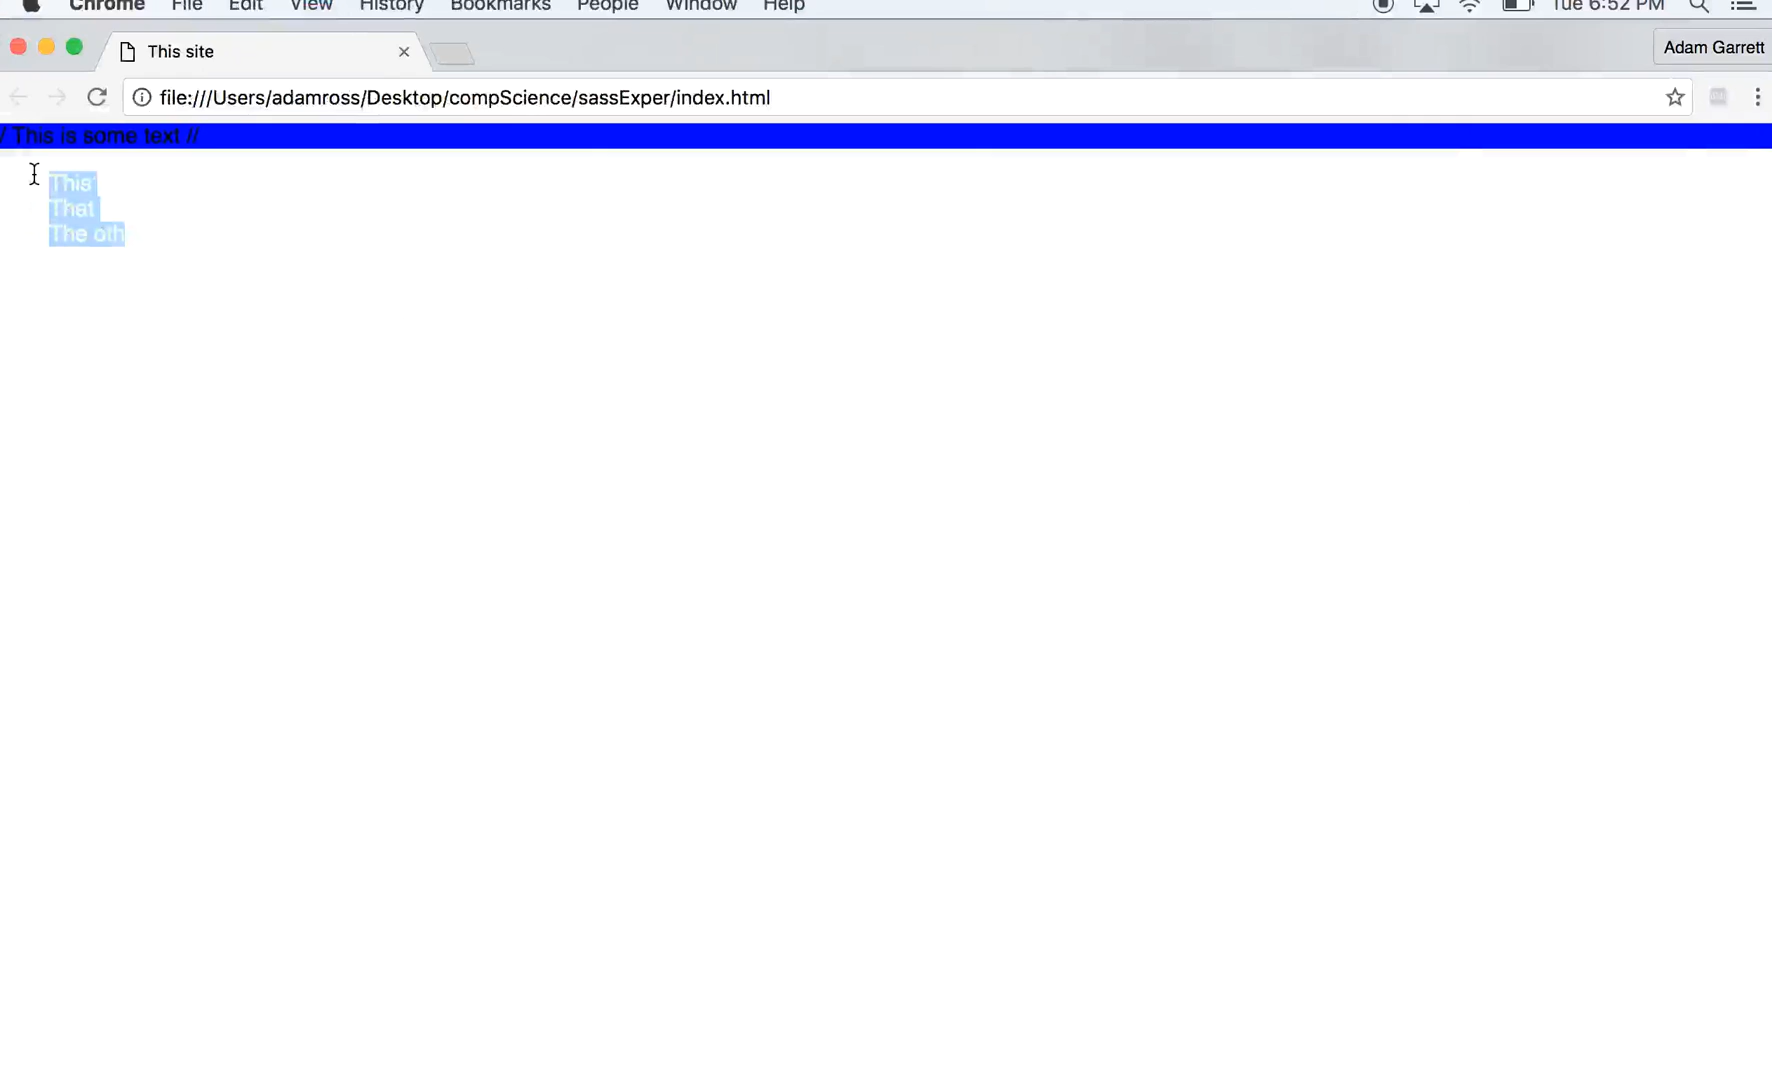 Chrome File Edit View History Bookmarks People Window Help Tue 6:52 PM
This site
Adam Garrett
file:///Users/adamross/Desktop/compScience/sassExper/index.html
/ This is some text //
This
That
The oth